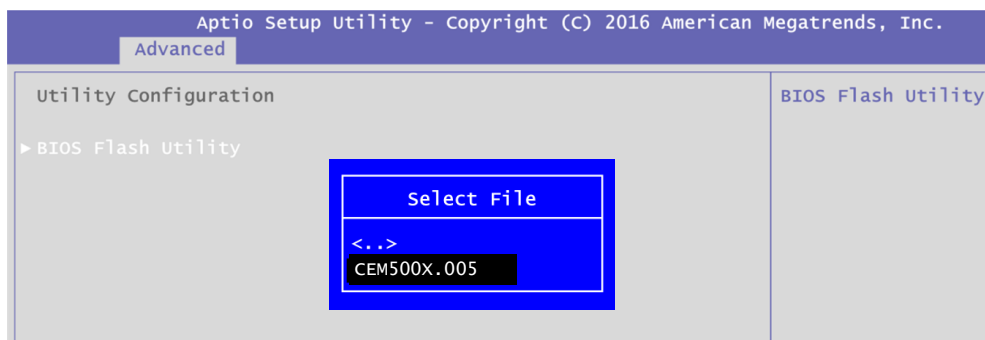 Aptio Setup Utility - Copyright (C) 2016 American Megatrends, Inc.
Advanced
Utility Configuration
BIOS Flash Utility
►BIOS Flash Utility
Select File
<..>
CEM500X.005